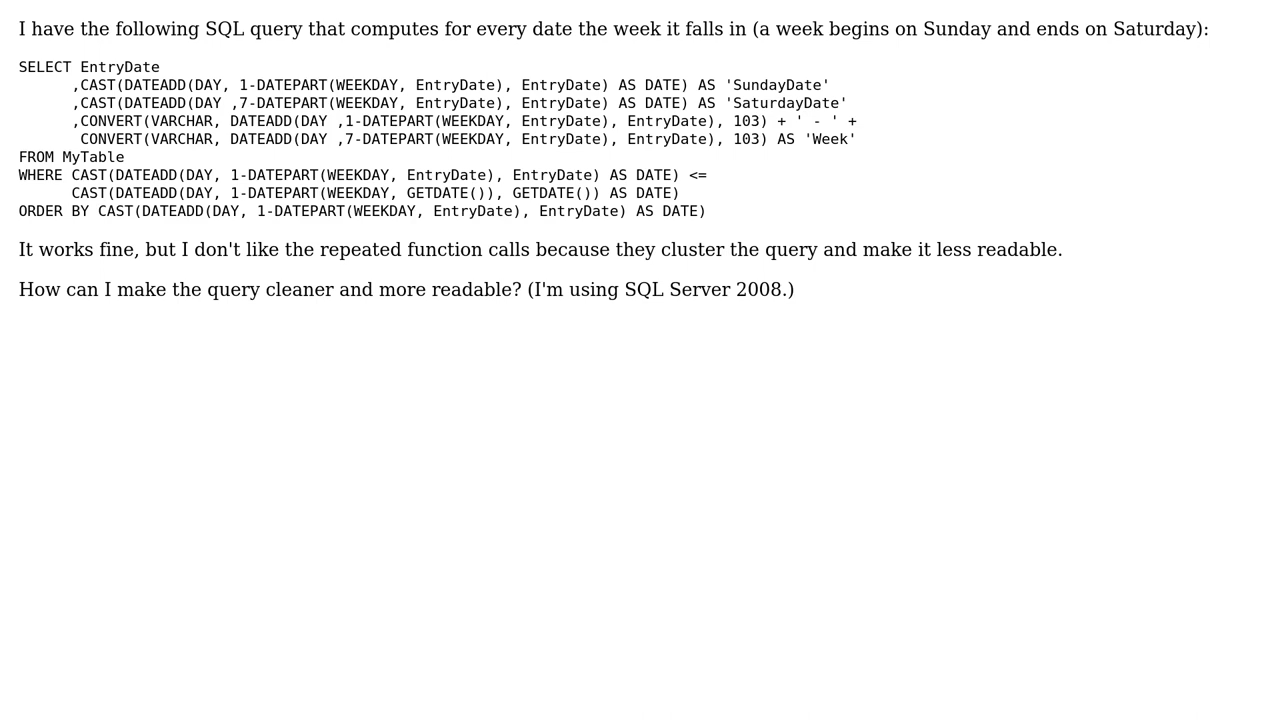 I have the following SQL query that computes for every date the week it falls in (a week begins on Sunday and ends on Saturday):
SELECT EntryDate
      ,CAST(DATEADD(DAY, 1-DATEPART(WEEKDAY, EntryDate), EntryDate) AS DATE) AS 'SundayDate'
      ,CAST(DATEADD(DAY ,7-DATEPART(WEEKDAY, EntryDate), EntryDate) AS DATE) AS 'SaturdayDate'
      ,CONVERT(VARCHAR, DATEADD(DAY ,1-DATEPART(WEEKDAY, EntryDate), EntryDate), 103) + ' - ' +
       CONVERT(VARCHAR, DATEADD(DAY ,7-DATEPART(WEEKDAY, EntryDate), EntryDate), 103) AS 'Week'
FROM MyTable
WHERE CAST(DATEADD(DAY, 1-DATEPART(WEEKDAY, EntryDate), EntryDate) AS DATE) <=
      CAST(DATEADD(DAY, 1-DATEPART(WEEKDAY, GETDATE()), GETDATE()) AS DATE)
ORDER BY CAST(DATEADD(DAY, 1-DATEPART(WEEKDAY, EntryDate), EntryDate) AS DATE)
It works fine, but I don't like the repeated function calls because they cluster the query and make it less readable.
How can I make the query cleaner and more readable? (I'm using SQL Server 2008.)